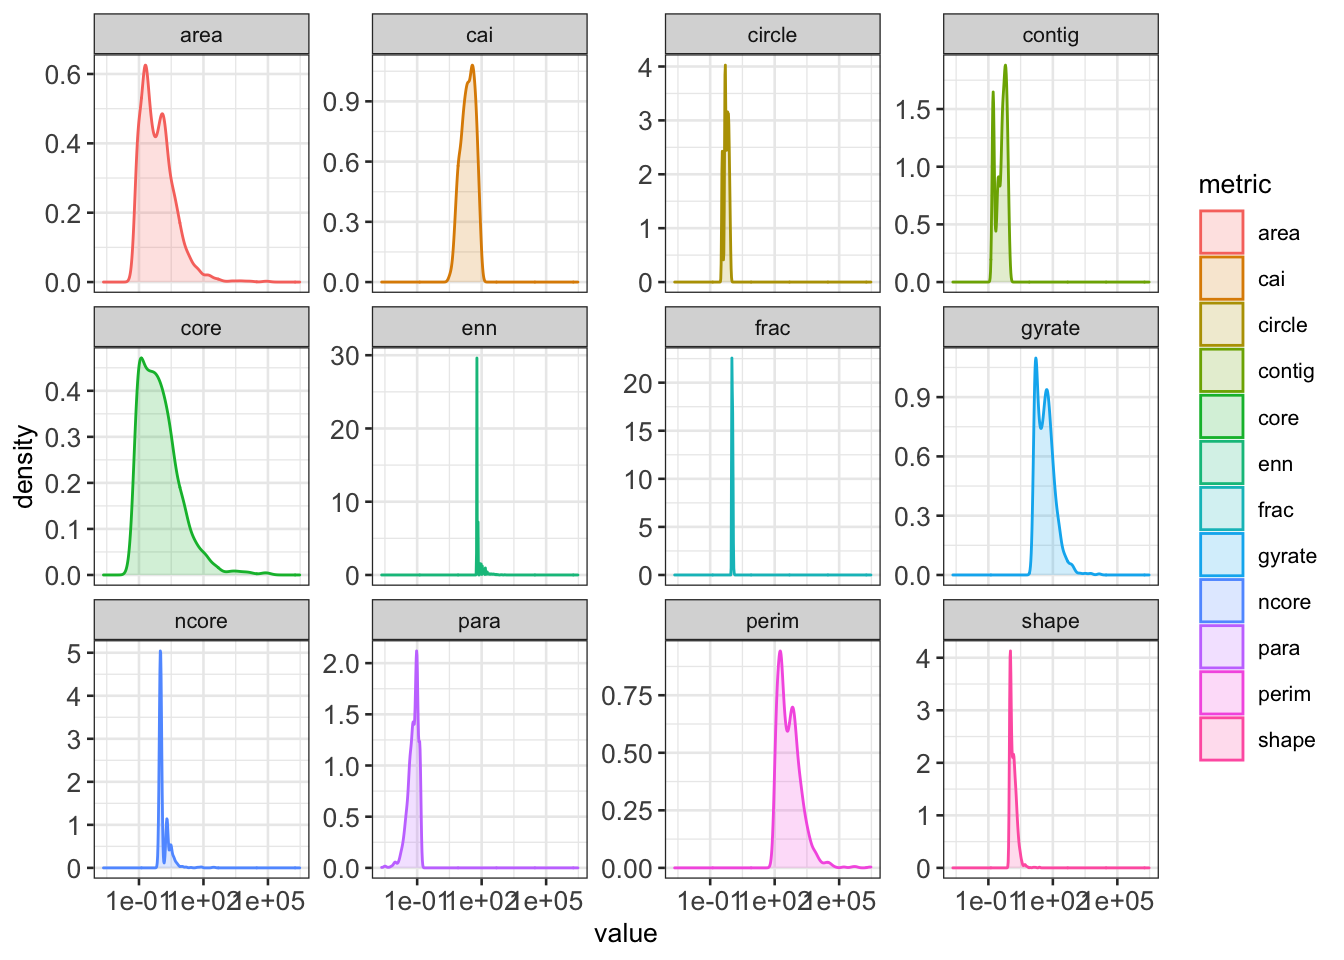 area cai circle contig
0.6
0.4
0.2
0.0
0.9
0.6
0.3
0.0
4
3
2
1
0
1.5
1.0
0.5
0.0
core enn frac gyrate
0.4
0.3
0.2
0.1
0.0
30
20
10
0
20
15
10
5
0
0.9
0.6
0.3
0.0
ncore para perim shape
5
4
3
2
1
0
2.0
1.5
1.0
0.5
0.0
0.75
0.50
0.25
0.00
4
3
2
1
0
1e-01 1e+02 1e+05 1e-01 1e+02 1e+05 1e-01 1e+02 1e+05 1e-01 1e+02 1e+05
value
density
metric
area
cai
circle
contig
core
enn
frac
gyrate
ncore
para
perim
shape